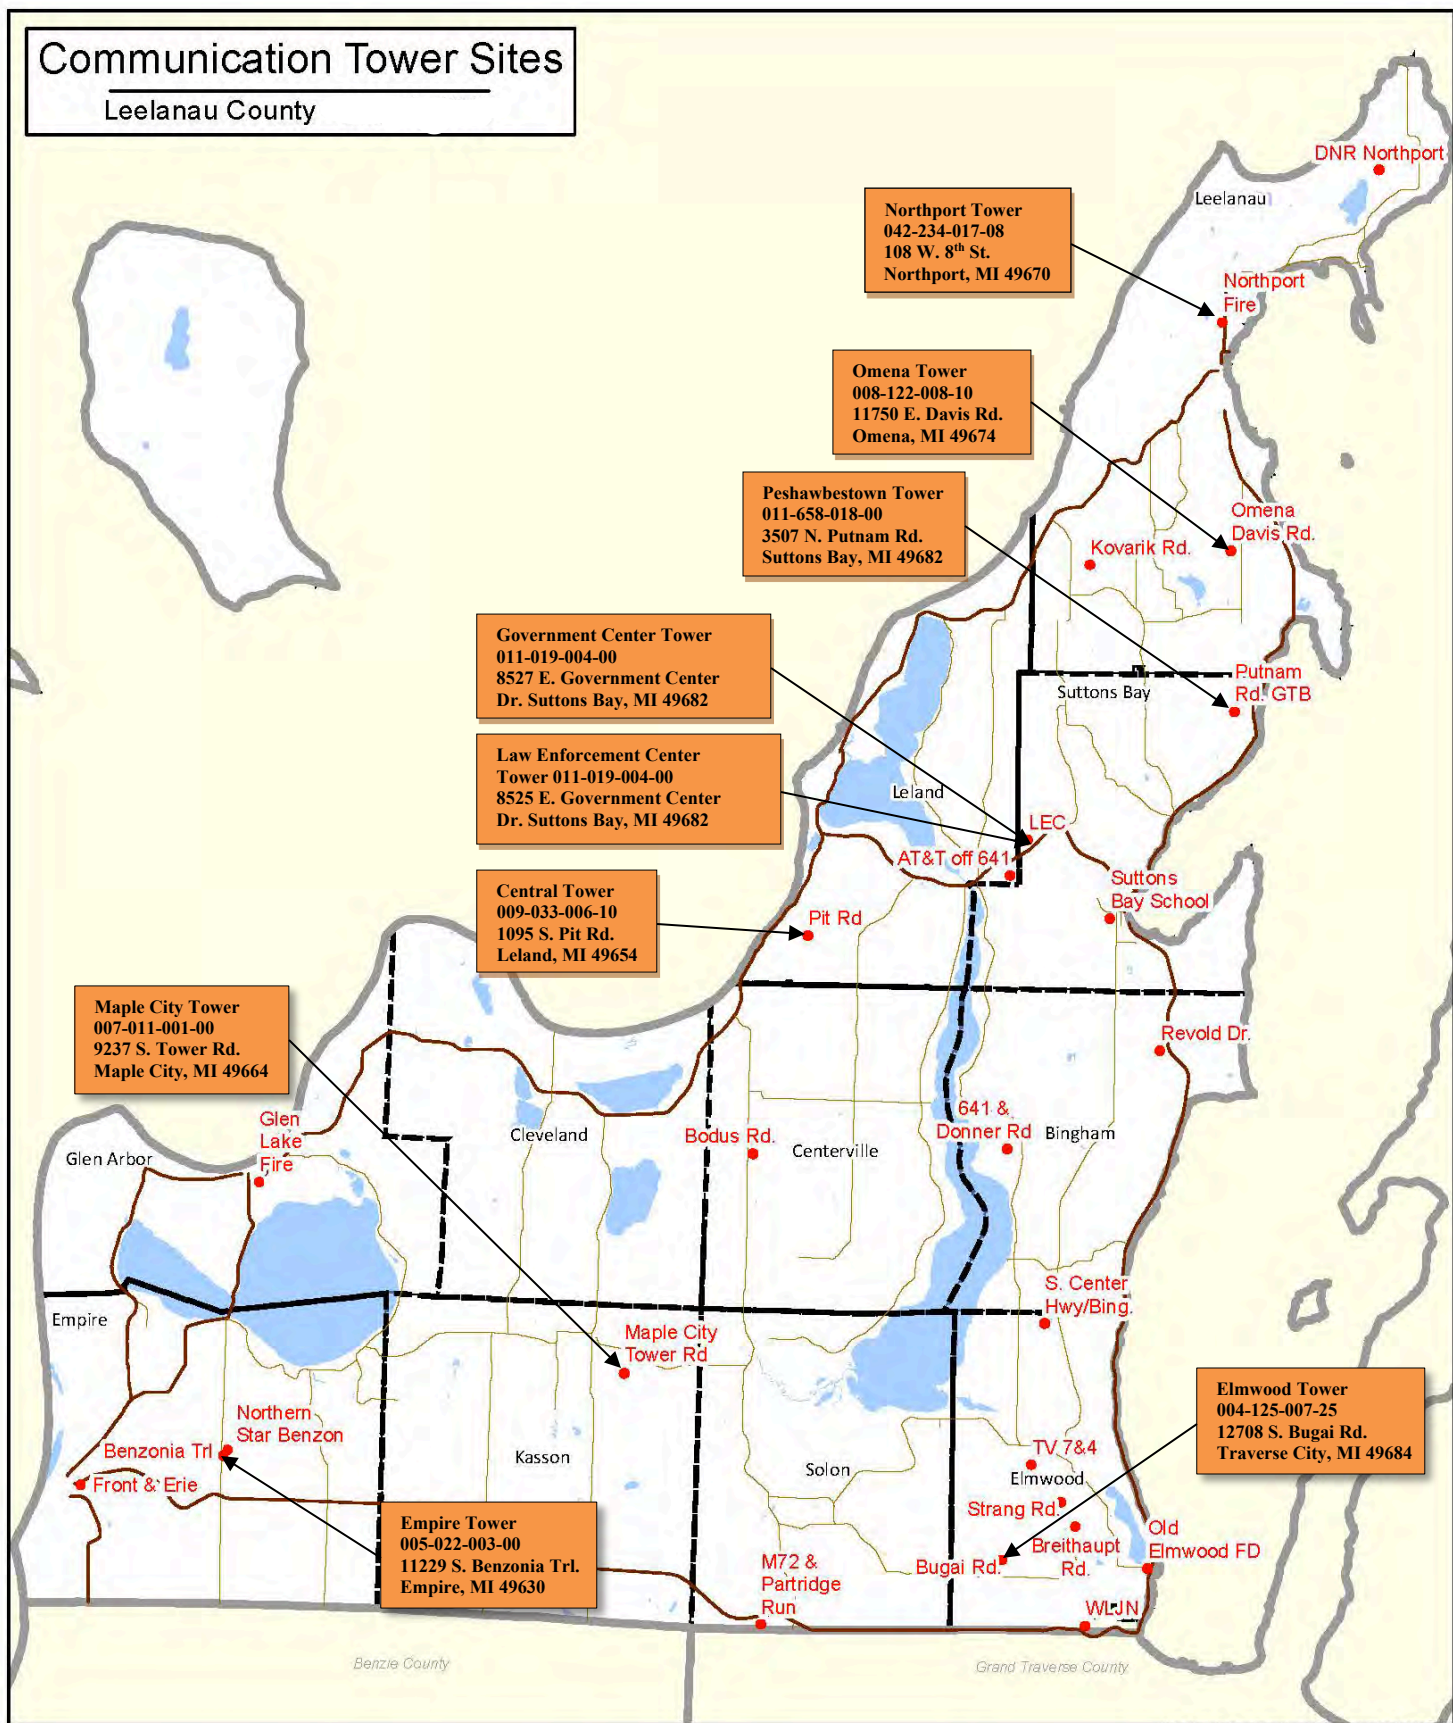 Communication Tower Sites
Leelanau County
DNR Northport
Leelanau
Northport Tower
042-234-017-08
108 W. 8th St.
Northport, MI 49670
Northport
Fire
Omena Tower
008-122-008-10
11750 E. Davis Rd.
Omena, MI 49674
Peshawbestown Tower
011-658-018-00
3507 N. Putnam Rd.
Suttons Bay, MI 49682
Omena
Davis Rd.
Kovarik Rd.
Government Center Tower
011-019-004-00
8527 E. Government Center
Dr. Suttons Bay, MI 49682
Putnam
Rd. GTB
Suttons Bay
Law Enforcement Center
Tower 011-019-004-00
8525 E. Government Center
Dr. Suttons Bay, MI 49682
Leland
LEC
AT&T off 641
Suttons
Bay School
Central Tower
009-033-006-10
1095 S. Pit Rd.
Leland, MI 49654
Pit Rd
Maple City Tower
007-011-001-00
9237 S. Tower Rd.
Maple City, MI 49664
Revold Dr.
Glen
Lake
Fire
Glen Arbor
Cleveland
Bodus Rd.
Centerville
641 &
Donner Rd
Bingham
S. Center
Hwy/Bing.
Empire
Maple City
Tower Rd
Elmwood Tower
004-125-007-25
12708 S. Bugai Rd.
Traverse City, MI 49684
Northern
Star Benzon
Benzonia Trl
Front & Erie
Kasson
Solon
TV 7&4
Elmwood
Strang Rd.
Breithaupt
Rd.
Old
Elmwood FD
Bugai Rd.
Empire Tower
005-022-003-00
11229 S. Benzonia Trl.
Empire, MI 49630
M72 &
Partridge
Run
WLJN
Benzie County
Grand Traverse County